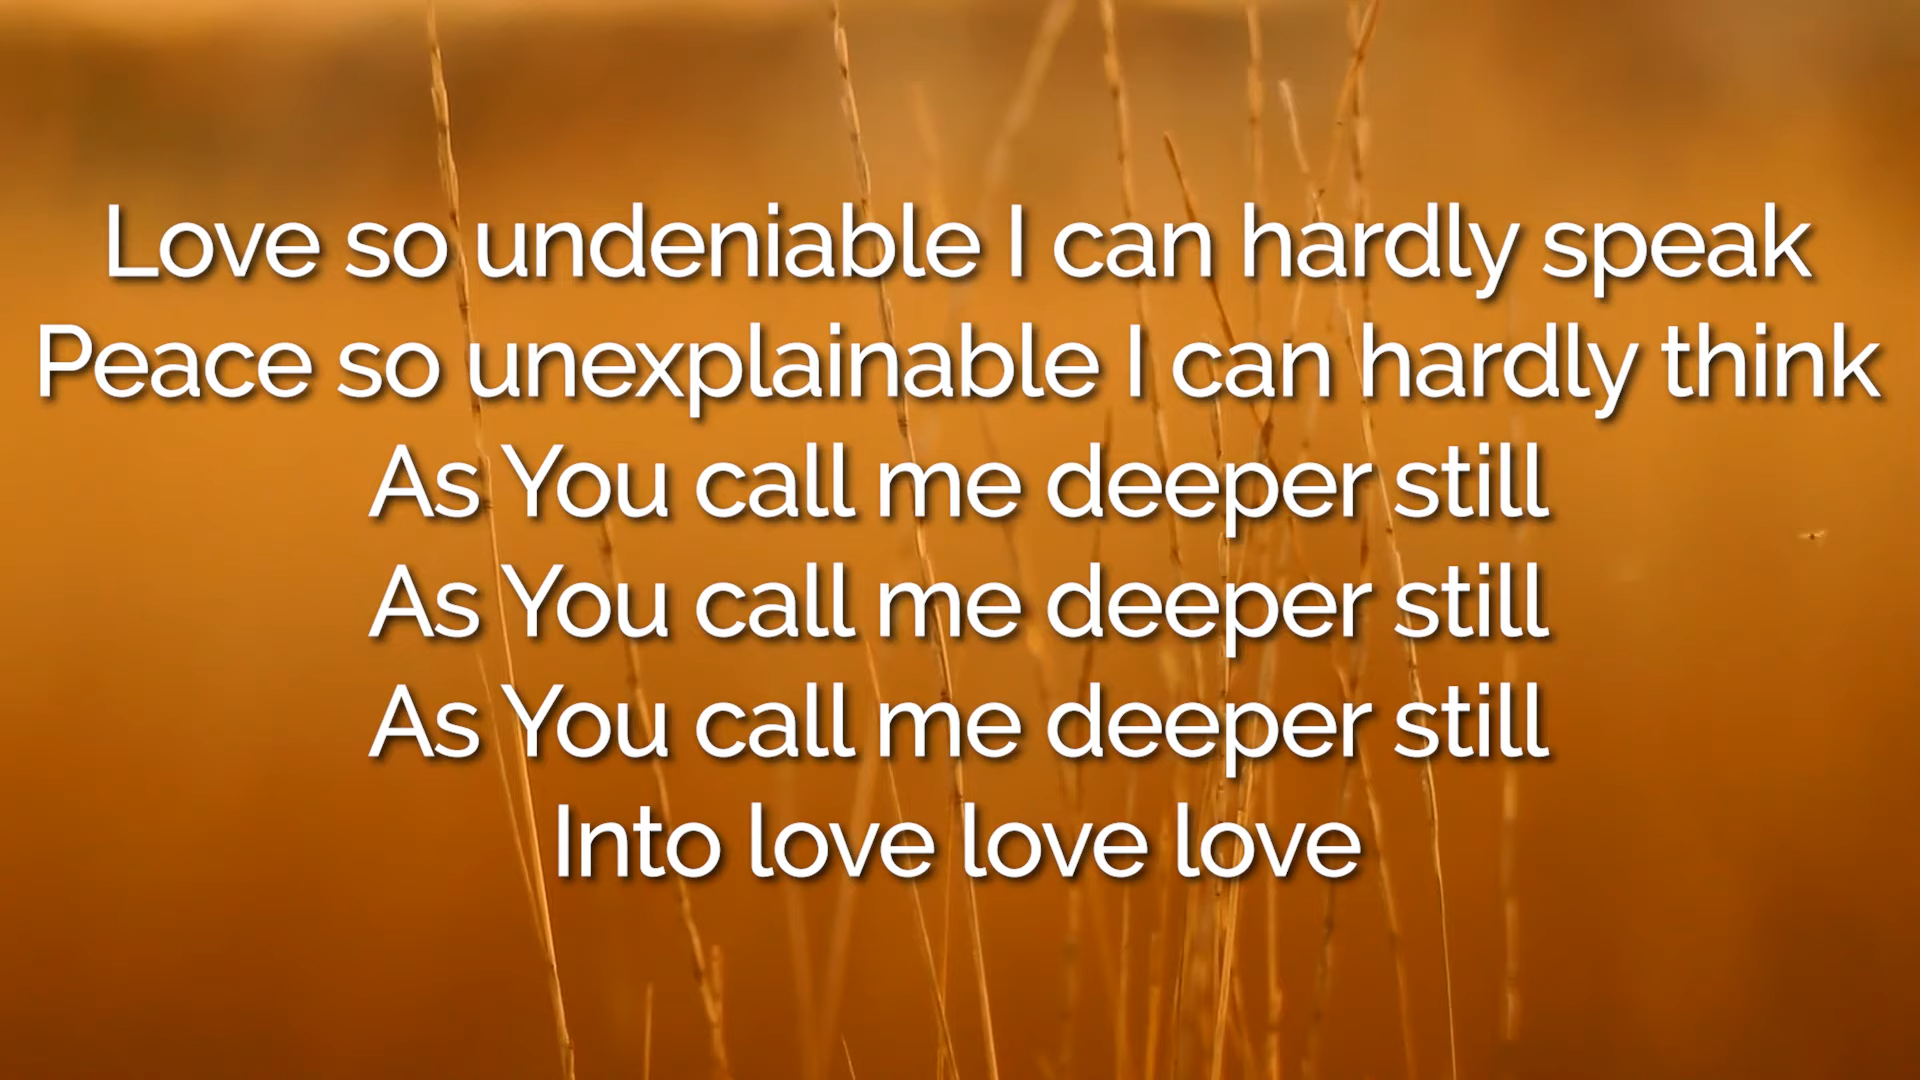 Love so undeniable I can hardly speak
Peace so unexplainable I can hardly think
As You call me deeper still
As You call me deeper still
As You call me deeper still
Into love love love